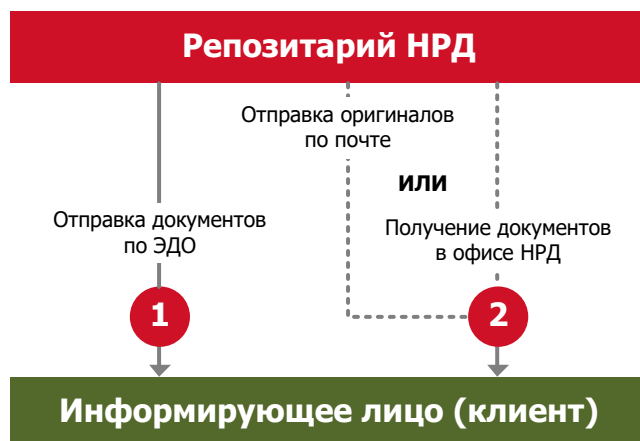 Репозитарий НРД
Отправка оригиналов
по почте
или
Отправка документов
по ЭДО
Получение документов
в офисе НРД
1
2
Информирующее лицо (клиент)